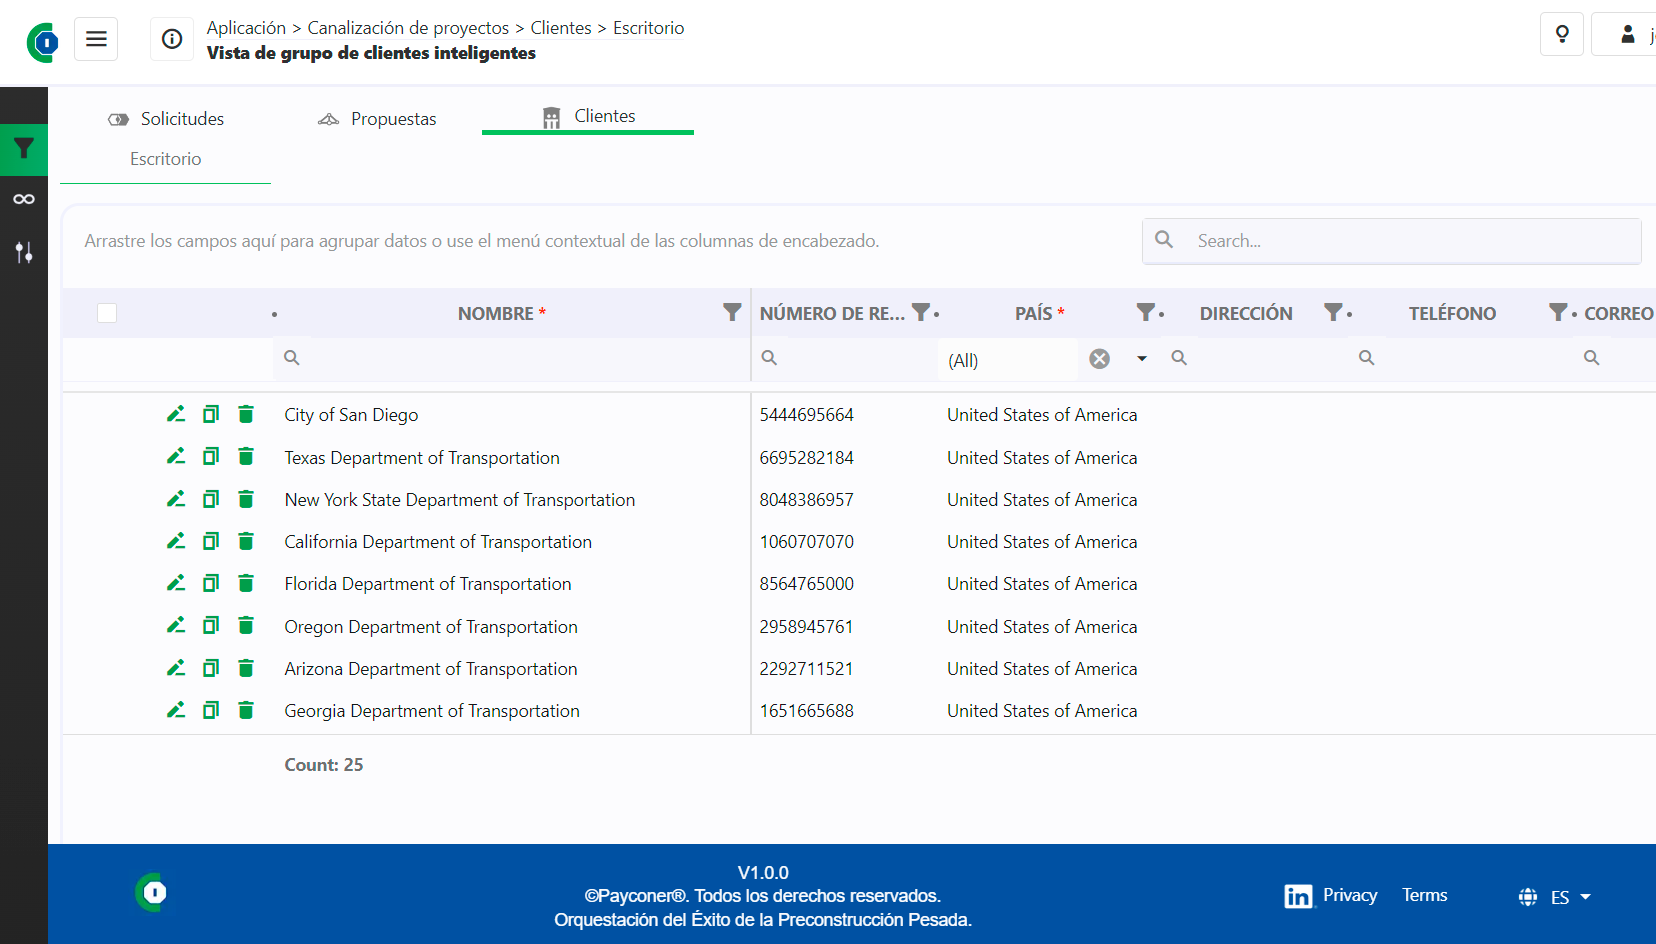 Aplicación > Canalización de proyectos > Clientes > Escritorio
Vista de grupo de clientes inteligentes
Solicitudes
Propuestas
Clientes
Escritorio
Arrastre los campos aquí para agrupar datos o use el menú contextual de las columnas de encabezado.
Search...
NOMBRE * NÚMERO DE RE... PAÍS * DIRECCIÓN TELÉFONO CORREO
(All)
City of San Diego 5444695664 United States of America
Texas Department of Transportation 6695282184 United States of America
New York State Department of Transportation 8048386957 United States of America
California Department of Transportation 1060707070 United States of America
Florida Department of Transportation 8564765000 United States of America
Oregon Department of Transportation 2958945761 United States of America
Arizona Department of Transportation 2292711521 United States of America
Georgia Department of Transportation 1651665688 United States of America
Count: 25
V1.0.0
©Payconer®. Todos los derechos reservados.
Orquestación del Éxito de la Preconstrucción Pesada.
Privacy Terms
ES